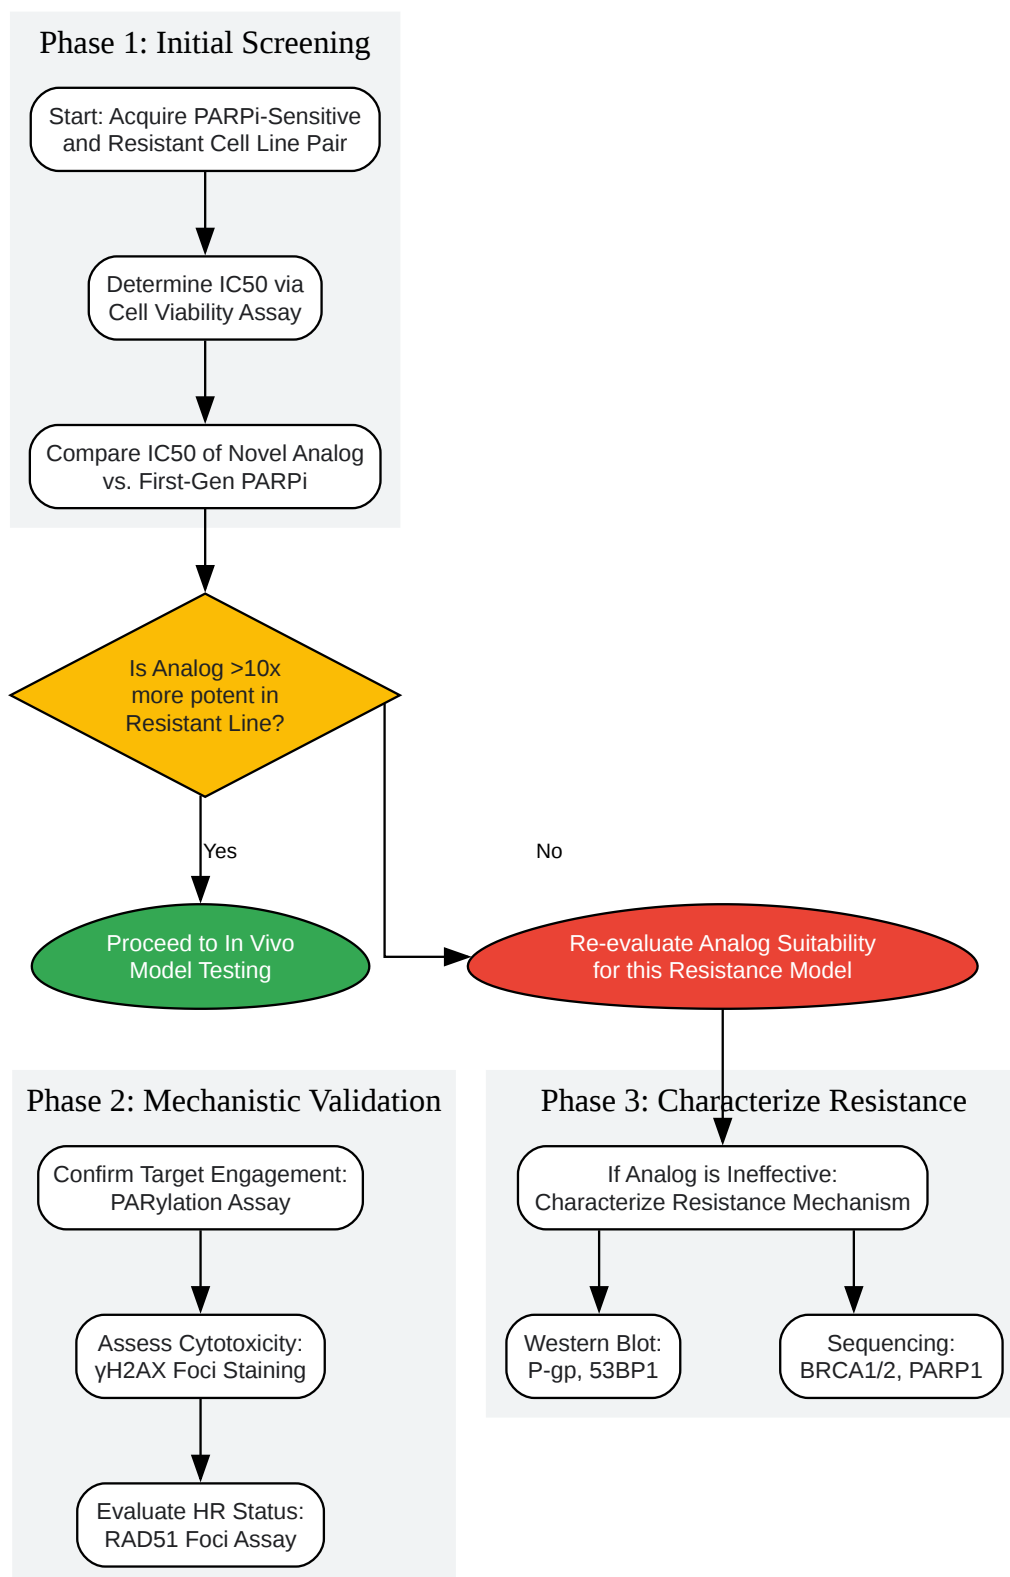 Phase 1: Initial Screening
Start: Acquire PARPi-Sensitive
and Resistant Cell Line Pair
Determine IC50 via
Cell Viability Assay
Compare IC50 of Novel Analog
vs. First-Gen PARPi
Is Analog >10x
more potent in
Resistant Line?
Yes
No
Proceed to In Vivo
Model Testing
Re-evaluate Analog Suitability
for this Resistance Model
Phase 2: Mechanistic Validation
Confirm Target Engagement:
PARylation Assay
Assess Cytotoxicity:
γH2AX Foci Staining
Evaluate HR Status:
RAD51 Foci Assay
Phase 3: Characterize Resistance
If Analog is Ineffective:
Characterize Resistance Mechanism
Western Blot:
P-gp, 53BP1
Sequencing:
BRCA1/2, PARP1